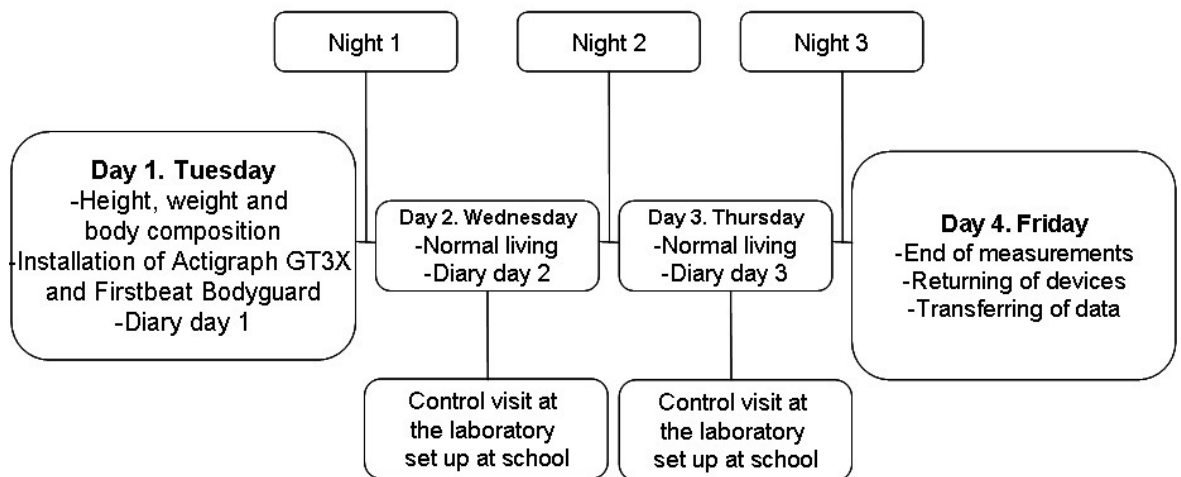 Night 1
Night 2
Night 3
Day 1. Tuesday
-Height, weight and
body composition
-Installation of Actigraph GT3X
and Firstbeat Bodyguard
-Diary day 1
Day 2. Wednesday
-Normal living
-Diary day 2
Day 3. Thursday
-Normal living
-Diary day 3
Day 4. Friday
-End of measurements
-Returning of devices
-Transferring of data
Control visit at
the laboratory
set up at school
Control visit at
the laboratory
set up at school